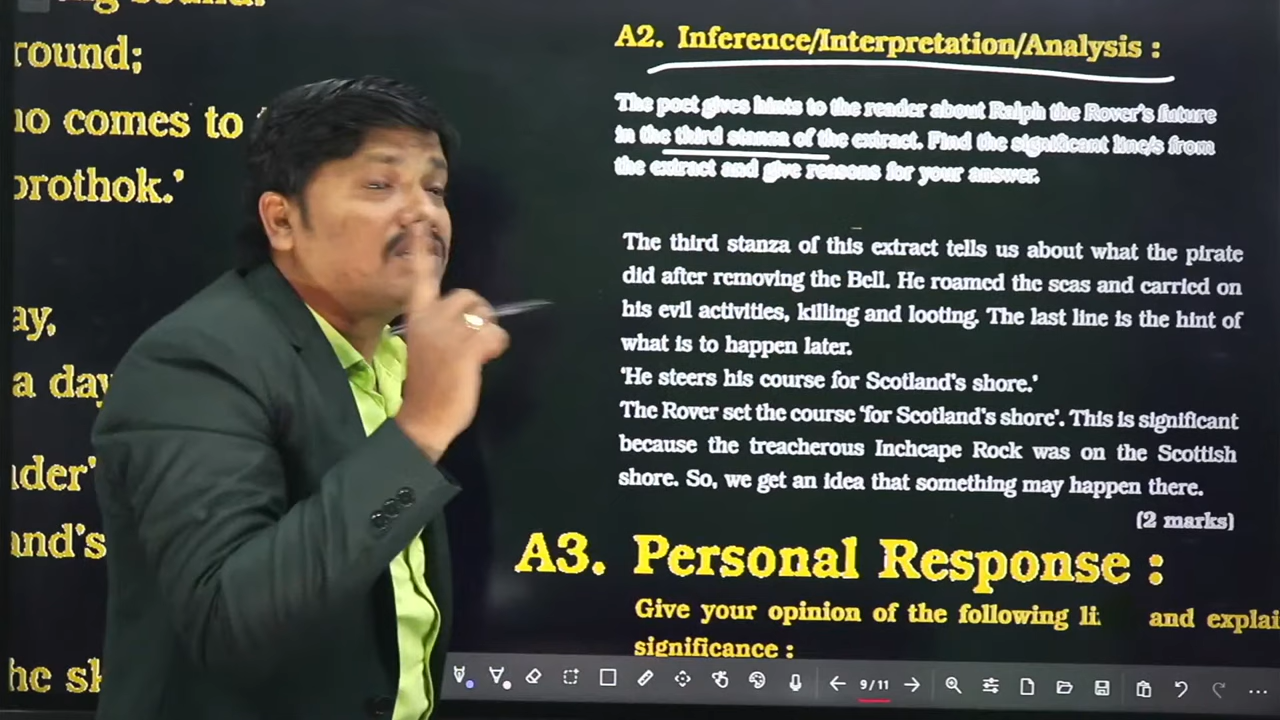 sound.
round;
comes to
prothok.'
ay,
a day
nder'
and's
A2. Inference/Interpretation/Analysis :
The poet gives hints to the reader about Ralph the Rover's future
in the third stanza of the extract. Find the significant line/s from
the extract and give reasons for your answer.
The third stanza of this extract tells us about what the pirate
did after removing the Bell. He roamed the seas and carried on
his evil activities, killing and looting. The last line is the hint of
what is to happen later.
'He steers his course for Scotland's shore.'
The Rover set the course 'for Scotland's shore'. This is significant
because the treacherous Inchcape Rock was on the Scottish
shore. So, we get an idea that something may happen there.
(2 marks)
A3. Personal Response :
Give your opinion of the following li and explai
significance :
9/11